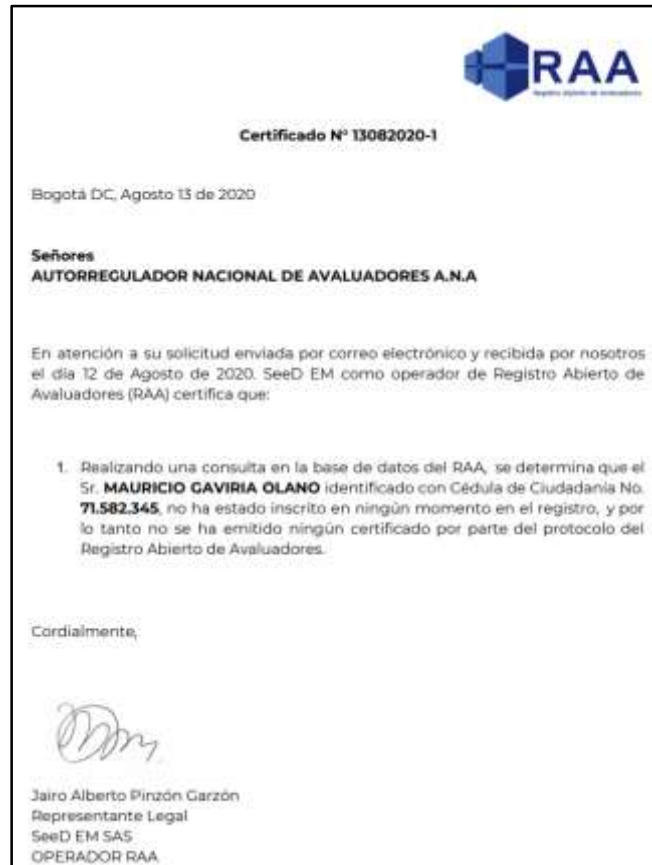 RAA
Registro Abierto de Avaluadores
Certificado N° 13082020-1
Bogotá DC, Agosto 13 de 2020
Señores
AUTORREGULADOR NACIONAL DE AVALUADORES A.N.A
En atención a su solicitud enviada por correo electrónico y recibida por nosotros
el día 12 de Agosto de 2020. SeeD EM como operador de Registro Abierto de
Avaluadores (RAA) certifica que:
1. Realizando una consulta en la base de datos del RAA, se determina que el
Sr. MAURICIO GAVIRIA OLANO identificado con Cédula de Ciudadanía No.
71.582.345, no ha estado inscrito en ningún momento en el registro, y por
lo tanto no se ha emitido ningún certificado por parte del protocolo del
Registro Abierto de Avaluadores.
Cordialmente,
Jairo Alberto Pinzón Garzón
Representante Legal
SeeD EM SAS
OPERADOR RAA